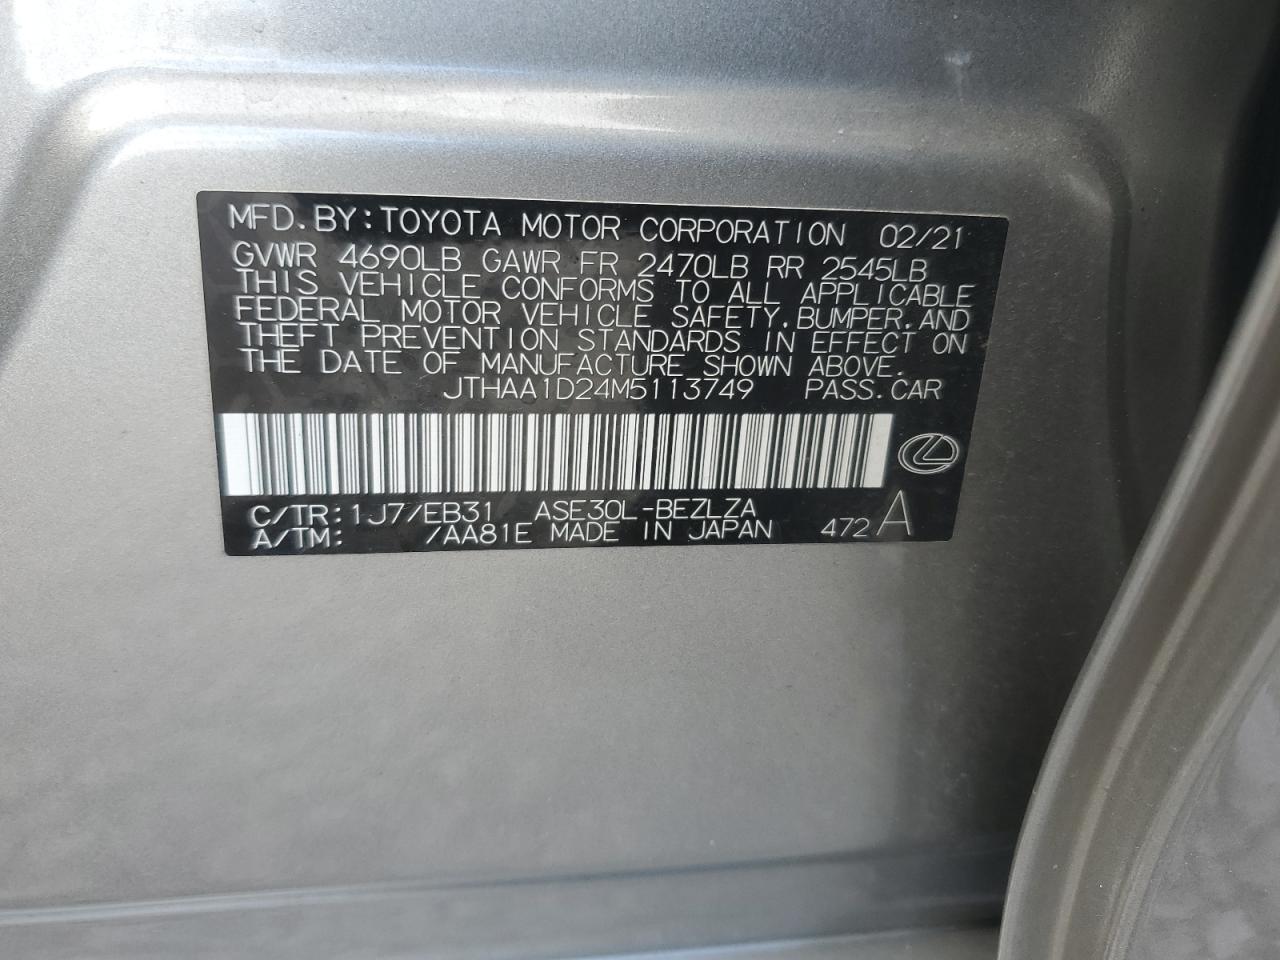 MFD.BY:TOYOTA MOTOR CORPORATION 02/21
GVWR 4690LB GAWR FR 2470LB RR 2545LB
THIS VEHICLE CONFORMS TO ALL APPLICABLE
FEDERAL MOTOR VEHICLE SAFETY,BUMPER,AND
THEFT PREVENTION STANDARDS IN EFFECT ON
THE DATE OF MANUFACTURE SHOWN ABOVE.
JTHAA1D24M5113749 PASS.CAR
C/TR:1J7/EB31 ASE30L-BEZLZA
A/TM: /AA81E MADE IN JAPAN 472A